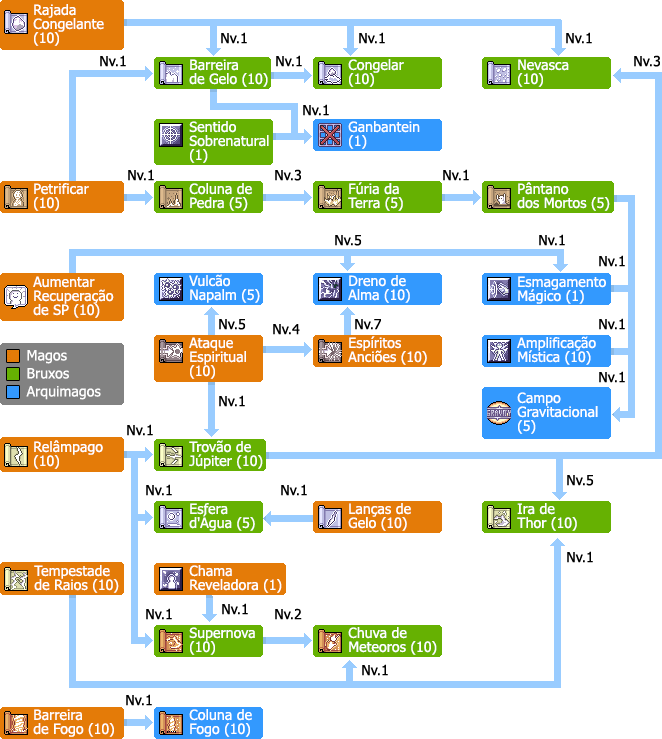 Rajada
Congelante
(10)
Nv.1
Nv.1
Nv.1
Nv.1
Barreira
de Gelo (10)
Nv.1
Congelar
(10)
Nevasca
(10)
Nv.3
Nv.1
Sentido
Sobrenatural
(1)
Ganbantein
(1)
Petrificar
(10)
Nv.1
Coluna de
Pedra (5)
Nv.3
Fúria da
Terra (5)
Nv.1
Pântano
dos Mortos (5)
Nv.5
Nv.1
Nv.1
Aumentar
Recuperação
de SP (10)
Vulcão
Napalm (5)
Dreno de
Alma (10)
Esmagamento
Mágico (1)
Nv.5
Nv.4
Nv.7
Nv.1
Ataque
Espiritual
(10)
Espíritos
Anciões (10)
Amplificação
Mística (10)
Magos
Bruxos
Arquimagos
Nv.1
Nv.1
Campo
Gravitacional
(5)
Relâmpago
(10)
Nv.1
Trovão de
Júpiter (10)
Nv.5
Nv.1
Nv.1
Esfera
d'Água (5)
Lanças de
Gelo (10)
Ira de
Thor (10)
Nv.1
Tempestade
de Raios (10)
Chama
Reveladora (1)
Nv.1
Nv.1
Nv.2
Supernova
(10)
Chuva de
Meteoros (10)
Nv.1
Nv.1
Barreira
de Fogo (10)
Coluna de
Fogo (10)
GRAVITY